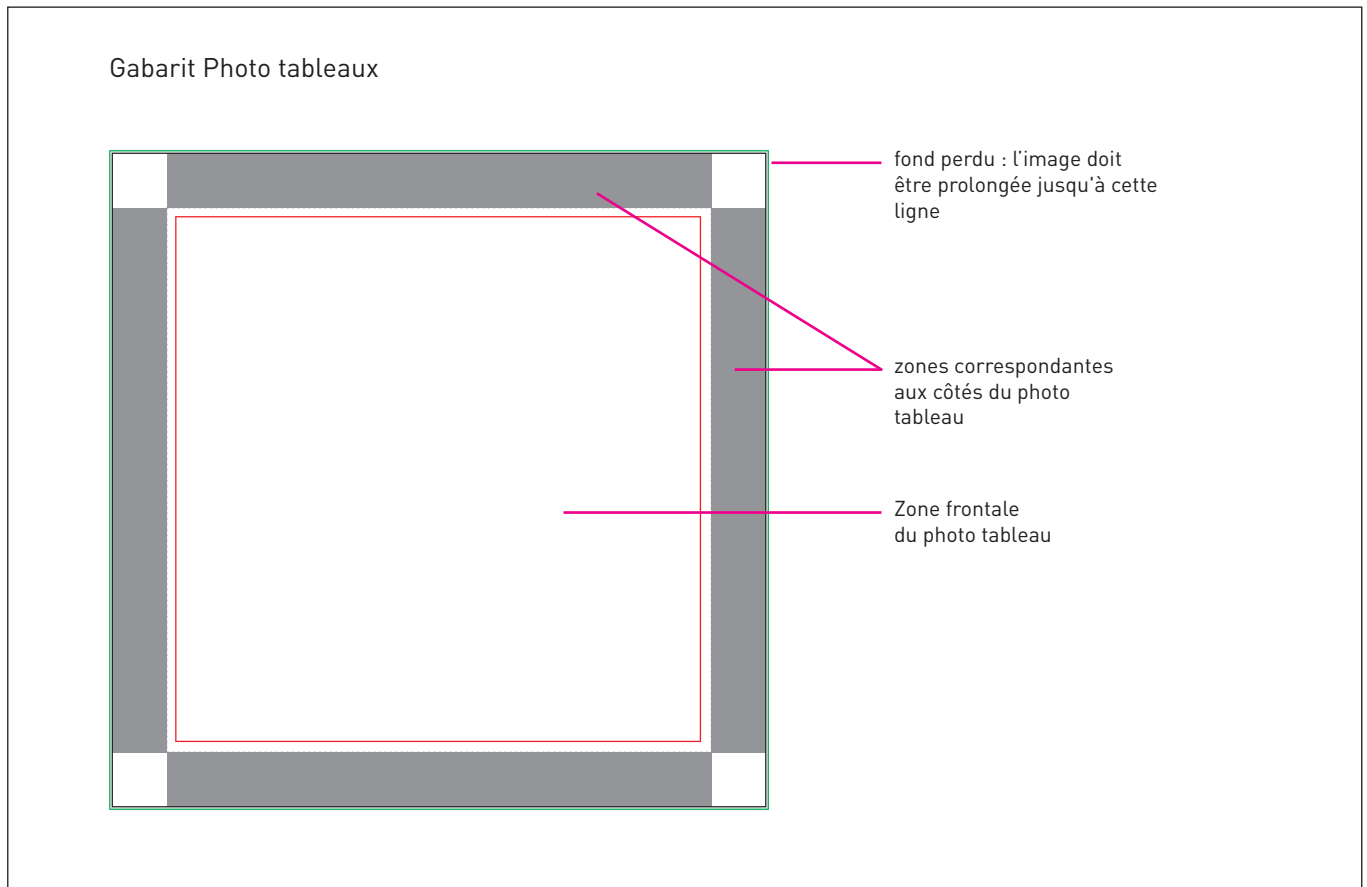 Gabarit Photo tableaux
fond perdu : l’image doit
être prolongée jusqu'à cette
ligne
zones correspondantes
aux côtés du photo
tableau
Zone frontale
du photo tableau